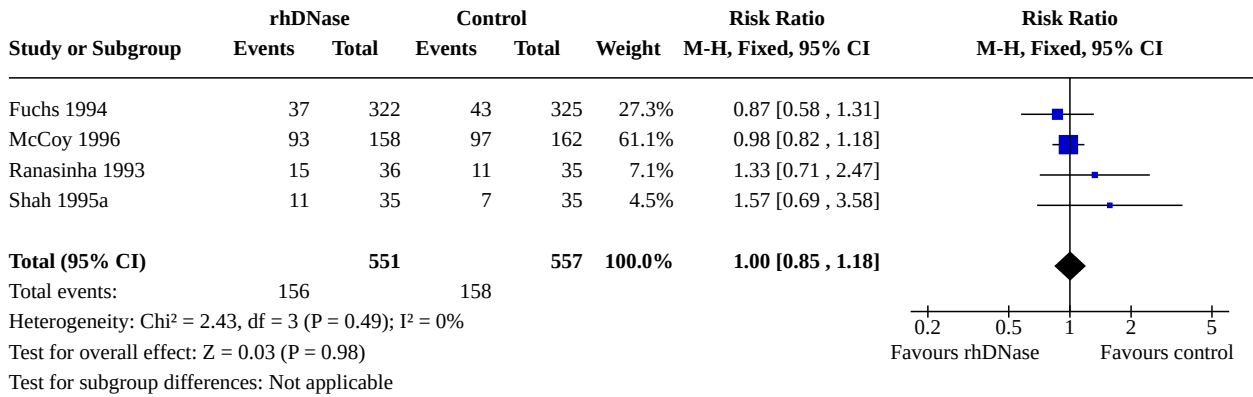 rhDNase Control Risk Ratio Risk Ratio
Study or Subgroup Events Total Events Total Weight M-H, Fixed, 95% CI M-H, Fixed, 95% CI
Fuchs 1994 37 322 43 325 27.3% 0.87 [0.58 , 1.31]
McCoy 1996 93 158 97 162 61.1% 0.98 [0.82 , 1.18]
Ranasinha 1993 15 36 11 35 7.1% 1.33 [0.71 , 2.47]
Shah 1995a 11 35 7 35 4.5% 1.57 [0.69 , 3.58]
Total (95% CI) 551 557 100.0% 1.00 [0.85 , 1.18]
Total events: 156 158
Heterogeneity: Chi² = 2.43, df = 3 (P = 0.49); I² = 0%
0.2 0.5 1 2 5
Test for overall effect: Z = 0.03 (P = 0.98) Favours rhDNase Favours control
Test for subgroup differences: Not applicable